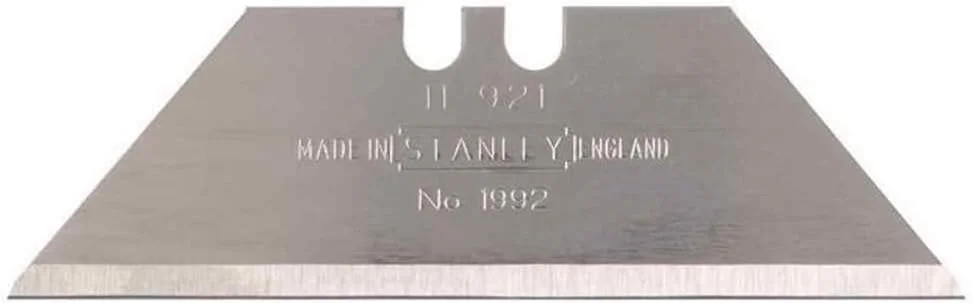 11 921
MADE IN STANLEY ENGLAND
No 1992